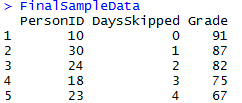 > FinalSampleData
PersonID DaysSkipped Grade
1 10 0 91
2 30 1 87
3 24 2 82
4 18 3 75
5 23 4 67